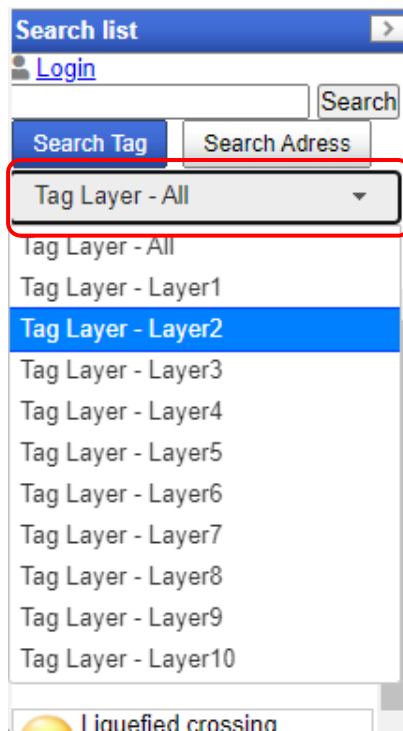 Search list
Login
Search
Search Tag Search Adress
Tag Layer - All
Tag Layer - All
Tag Layer - Layer1
Tag Layer - Layer2
Tag Layer - Layer3
Tag Layer - Layer4
Tag Layer - Layer5
Tag Layer - Layer6
Tag Layer - Layer7
Tag Layer - Layer8
Tag Layer - Layer9
Tag Layer - Layer10
Liquefied crossing